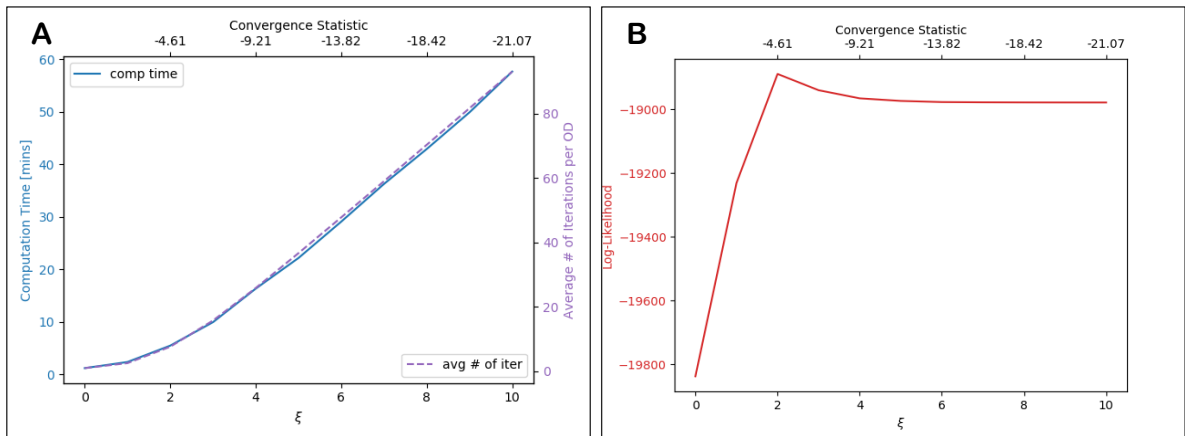 A
Convergence Statistic
-4.61 -9.21 -13.82 -18.42 -21.07
comp time
60
50
40
30
20
10
0
Computation Time [mins]
80
60
40
20
0
Average # of Iterations per OD
avg # of iter
0 2 4 6 8 10
ξ
B
Convergence Statistic
-4.61 -9.21 -13.82 -18.42 -21.07
−19000
−19200
−19400
−19600
−19800
Log-Likelihood
0 2 4 6 8 10
ξ